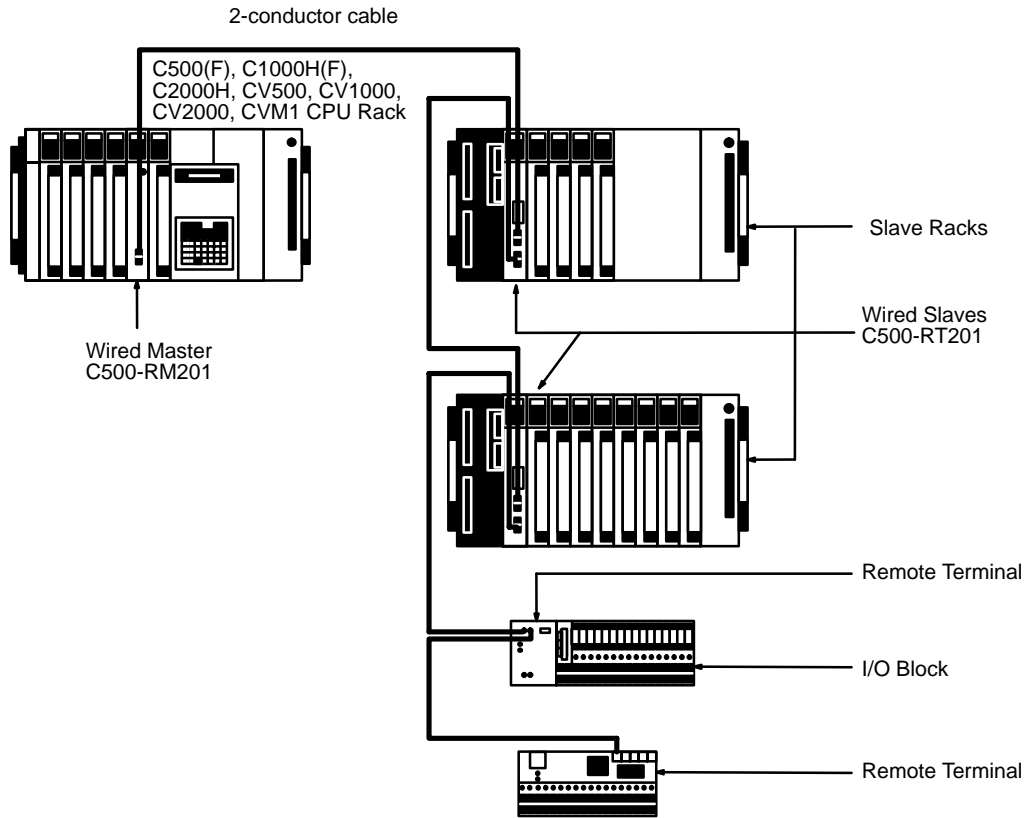 2-conductor cable
C500(F), C1000H(F),
C2000H, CV500, CV1000,
CV2000, CVM1 CPU Rack
Slave Racks
Wired Slaves
C500-RT201
Wired Master
C500-RM201
Remote Terminal
I/O Block
Remote Terminal